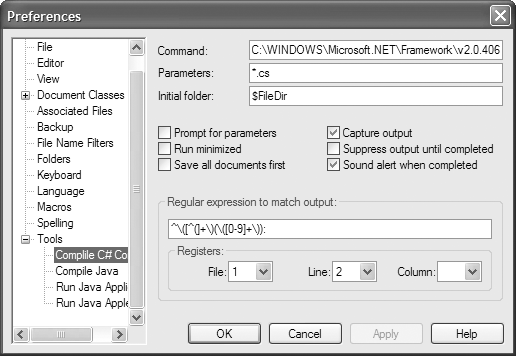 Preferences
File
Editor
View
Document Classes
Associated Files
Backup
File Name Filters
Folders
Keyboard
Language
Macros
Spelling
Tools
Complile C# Co
Compile Java
Run Java Appli
Run Java Apple
Command: C:\WINDOWS\Microsoft.NET\Framework\v2.0.406
Parameters: *.cs
Initial folder: $FileDir
Prompt for parameters
Capture output
Run minimized
Suppress output until completed
Save all documents first
Sound alert when completed
Regular expression to match output:
^\([^(]+\)(\([0-9]+\)):
Registers:
File: 1 Line: 2 Column:
OK Cancel Apply Help